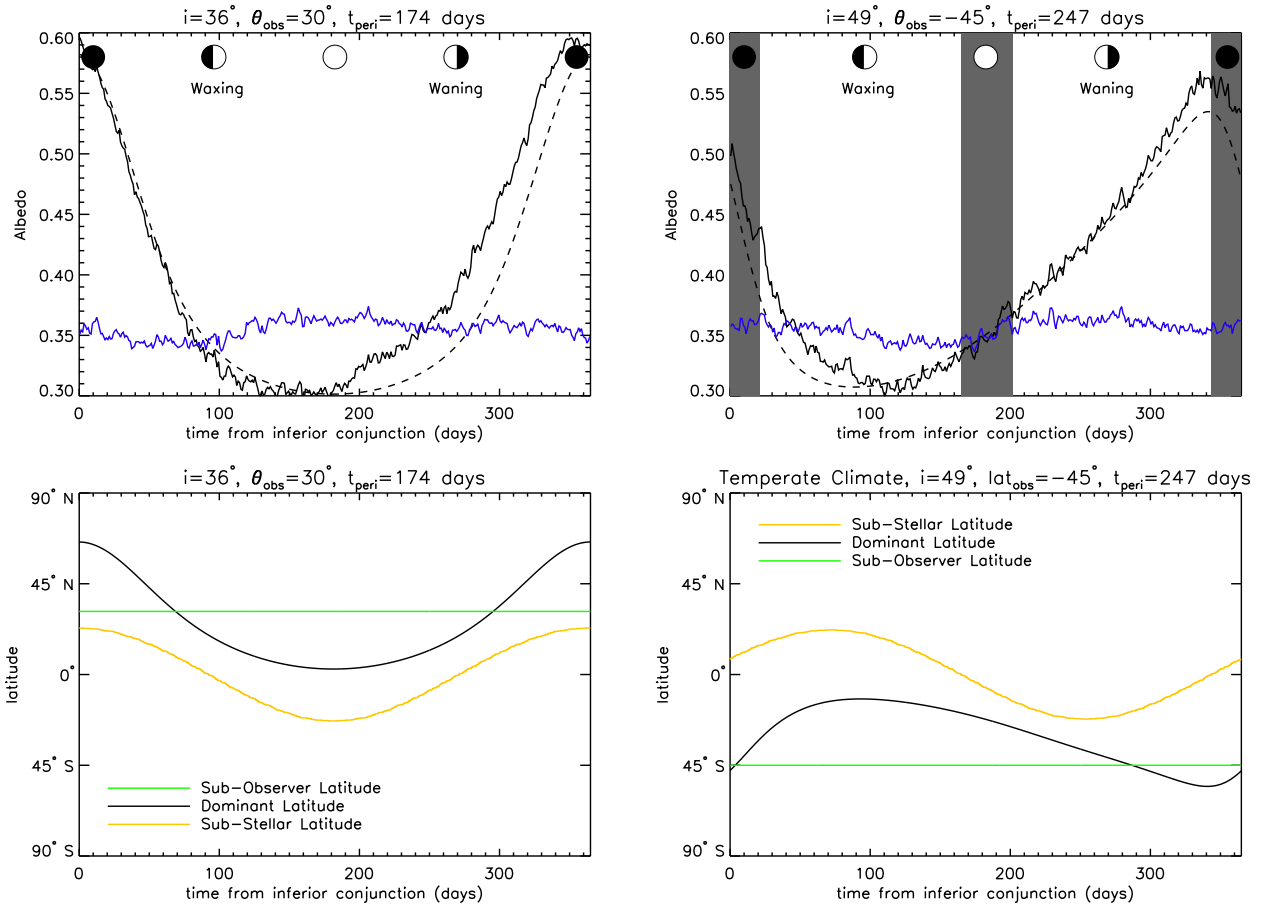 i=36°, θobs=30°, tperi=174 days
0.60
0.55
0.50
0.45
0.40
0.35
0.30
Albedo
Waxing
Waning
0 100 200 300
time from inferior conjunction (days)
i=49°, θobs=−45°, tperi=247 days
0.60
0.55
0.50
0.45
0.40
0.35
0.30
Albedo
Waxing
Waning
0 100 200 300
time from inferior conjunction (days)
i=36°, θobs=30°, tperi=174 days
90° N
45° N
0°
45° S
90° S
latitude
Sub−Observer Latitude
Dominant Latitude
Sub−Stellar Latitude
0 100 200 300
time from inferior conjunction (days)
Temperate Climate, i=49°, latobs=−45°, tperi=247 days
90° N
45° N
0°
45° S
90° S
latitude
Sub−Stellar Latitude
Dominant Latitude
Sub−Observer Latitude
0 100 200 300
time from inferior conjunction (days)